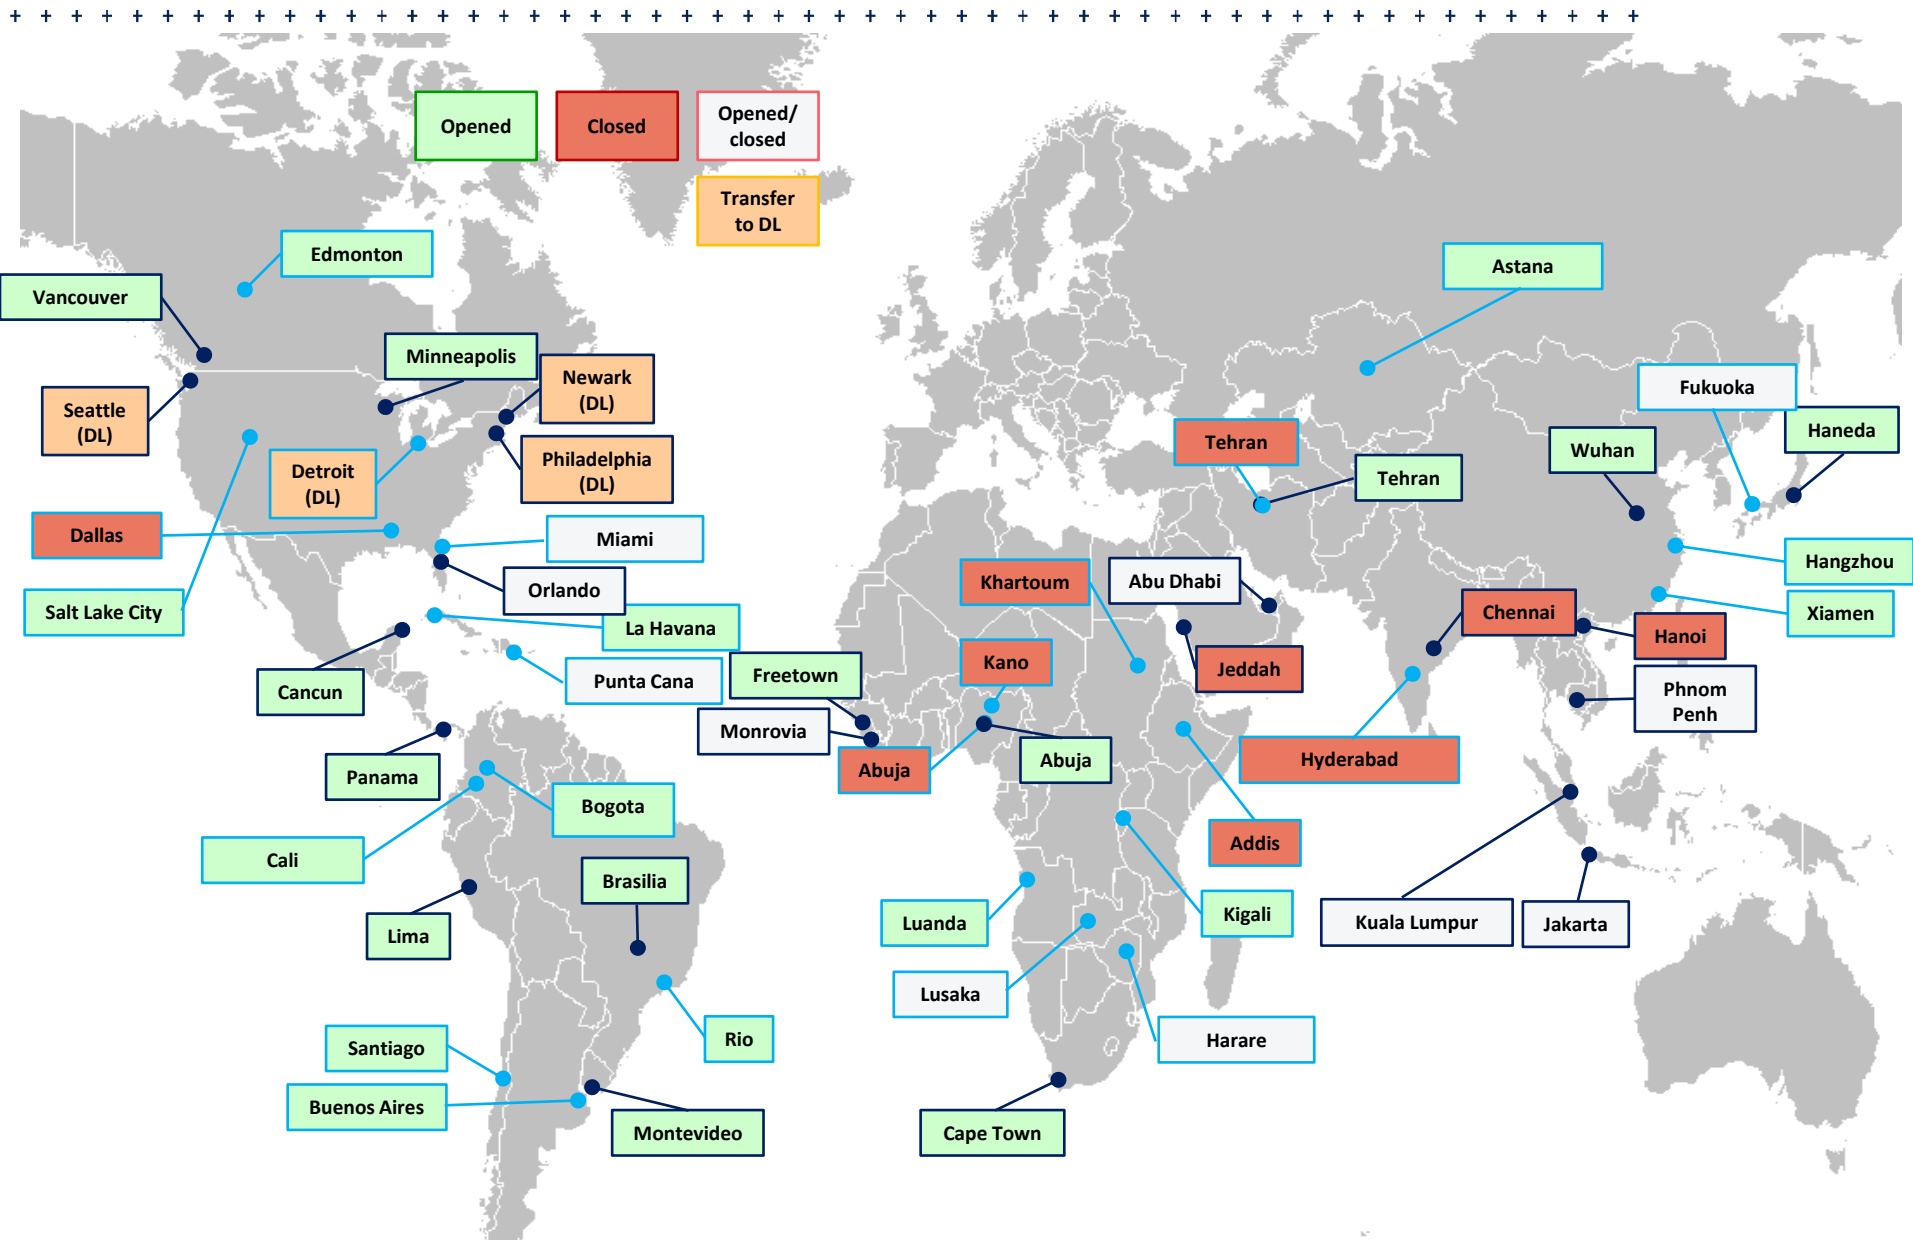 + + + + + + + + + + + + + + + + + + + + + + + + + + + + + + + + + + + + + + + + + + + + + + + + + + + + + +
Opened
Closed
Opened/
closed
Transfer
to DL
Edmonton
Astana
Vancouver
Minneapolis
Newark
(DL)
Fukuoka
Seattle
(DL)
Haneda
Tehran
Wuhan
Philadelphia
(DL)
Detroit
(DL)
Tehran
Dallas
Miami
Hangzhou
Khartoum
Abu Dhabi
Orlando
Salt Lake City
Chennai
Xiamen
La Havana
Hanoi
Kano
Jeddah
Freetown
Punta Cana
Cancun
Phnom
Penh
Monrovia
Hyderabad
Abuja
Abuja
Panama
Bogota
Addis
Cali
Brasilia
Kigali
Luanda
Kuala Lumpur
Jakarta
Lima
Lusaka
Rio
Harare
Santiago
Buenos Aires
Montevideo
Cape Town